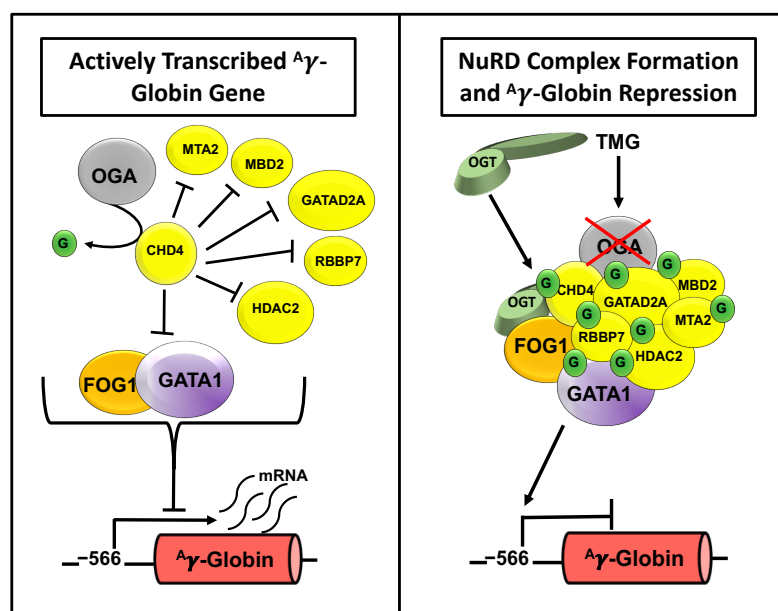 Actively Transcribed ᴬγ-
Globin Gene
OGA
MTA2
MBD2
GATAD2A
G
CHD4
RBBP7
HDAC2
FOG1
GATA1
mRNA
−566
ᴬγ-Globin
NuRD Complex Formation
and ᴬγ-Globin Repression
OGT
TMG
OGA
G
CHD4
G
G
MBD2
GATAD2A
OGT
MTA2
G
G
FOG1
RBBP7
G
HDAC2
G
G
GATA1
−566
ᴬγ-Globin